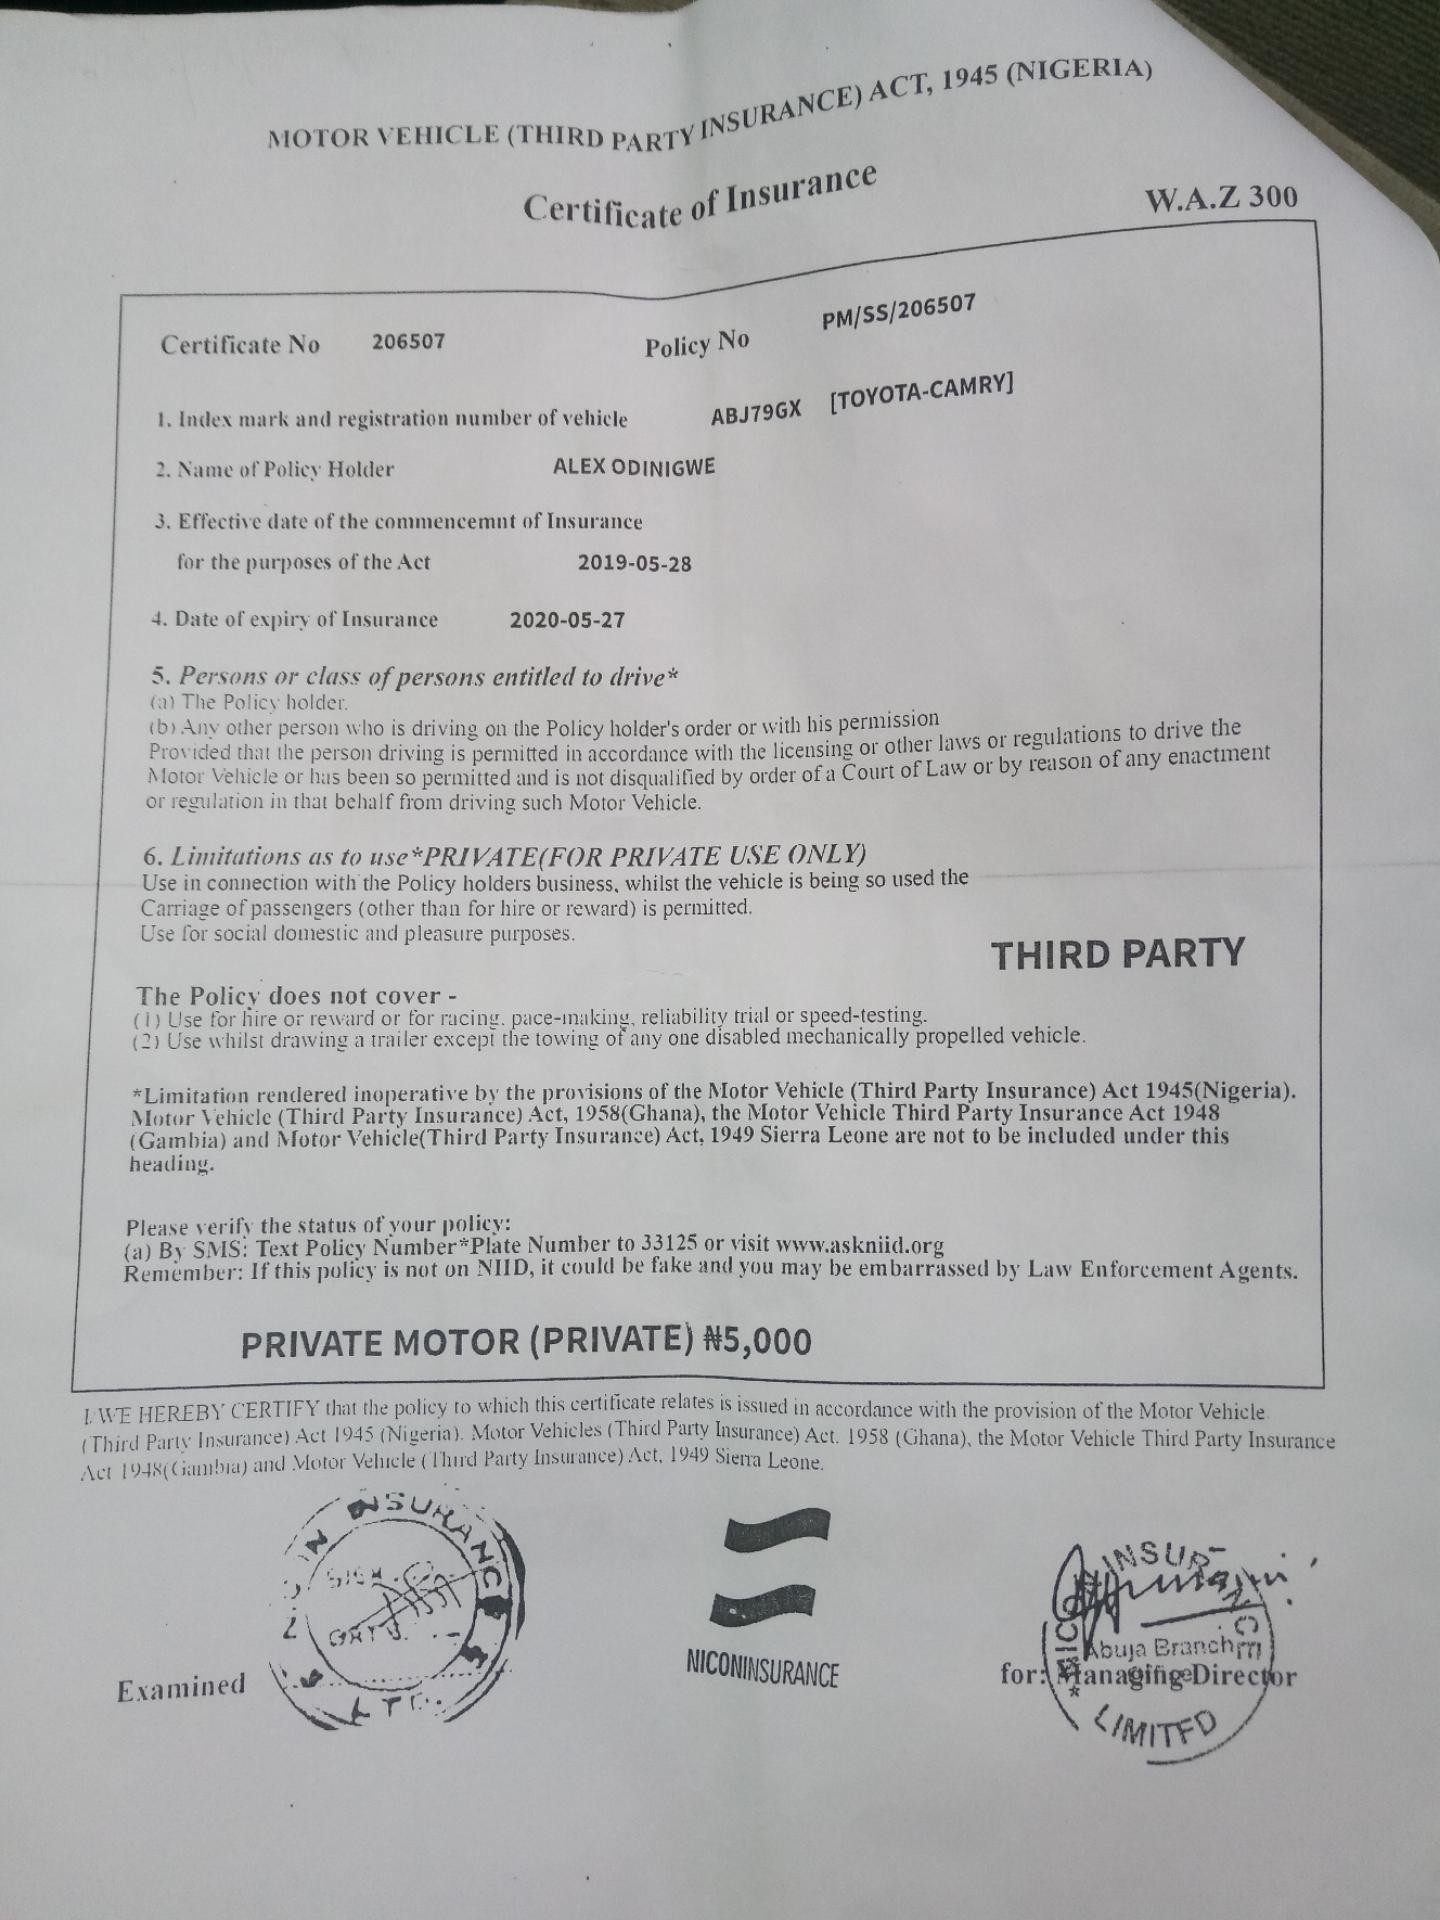 MOTOR VEHICLE (THIRD PARTY INSURANCE) ACT, 1945 (NIGERIA)
Certificate of Insurance
W.A.Z 300
Certificate No 206507 Policy No PM/SS/206507
1. Index mark and registration number of vehicle ABJ79GX [TOYOTA-CAMRY]
2. Name of Policy Holder ALEX ODINIGWE
3. Effective date of the commencemnt of Insurance
for the purposes of the Act 2019-05-28
4. Date of expiry of Insurance 2020-05-27
5. Persons or class of persons entitled to drive*
(a) The Policy holder.
(b) Any other person who is driving on the Policy holder's order or with his permission
Provided that the person driving is permitted in accordance with the licensing or other laws or regulations to drive the
Motor Vehicle or has been so permitted and is not disqualified by order of a Court of Law or by reason of any enactment
or regulation in that behalf from driving such Motor Vehicle.
6. Limitations as to use*PRIVATE(FOR PRIVATE USE ONLY)
Use in connection with the Policy holders business, whilst the vehicle is being so used the
Carriage of passengers (other than for hire or reward) is permitted.
Use for social domestic and pleasure purposes.
THIRD PARTY
The Policy does not cover -
(1) Use for hire or reward or for racing, pace-making, reliability trial or speed-testing.
(2) Use whilst drawing a trailer except the towing of any one disabled mechanically propelled vehicle.
*Limitation rendered inoperative by the provisions of the Motor Vehicle (Third Party Insurance) Act 1945(Nigeria).
Motor Vehicle (Third Party Insurance) Act, 1958(Ghana), the Motor Vehicle Third Party Insurance Act 1948
(Gambia) and Motor Vehicle(Third Party Insurance) Act, 1949 Sierra Leone are not to be included under this
heading.
Please verify the status of your policy:
(a) By SMS: Text Policy Number*Plate Number to 33125 or visit www.askniid.org
Remember: If this policy is not on NIID, it could be fake and you may be embarrassed by Law Enforcement Agents.
PRIVATE MOTOR (PRIVATE) ₦5,000
I/WE HEREBY CERTIFY that the policy to which this certificate relates is issued in accordance with the provision of the Motor Vehicle.
(Third Party Insurance) Act 1945 (Nigeria). Motor Vehicles (Third Party Insurance) Act. 1958 (Ghana), the Motor Vehicle Third Party Insurance
Act 1948(Gambia) and Motor Vehicle (Third Party Insurance) Act, 1949 Sierra Leone.
INSURANCE
LTD.
Examined
NICONINSURANCE
NICON INSURANCE
Abuja Branch
Office
LIMITED
for: Managing Director